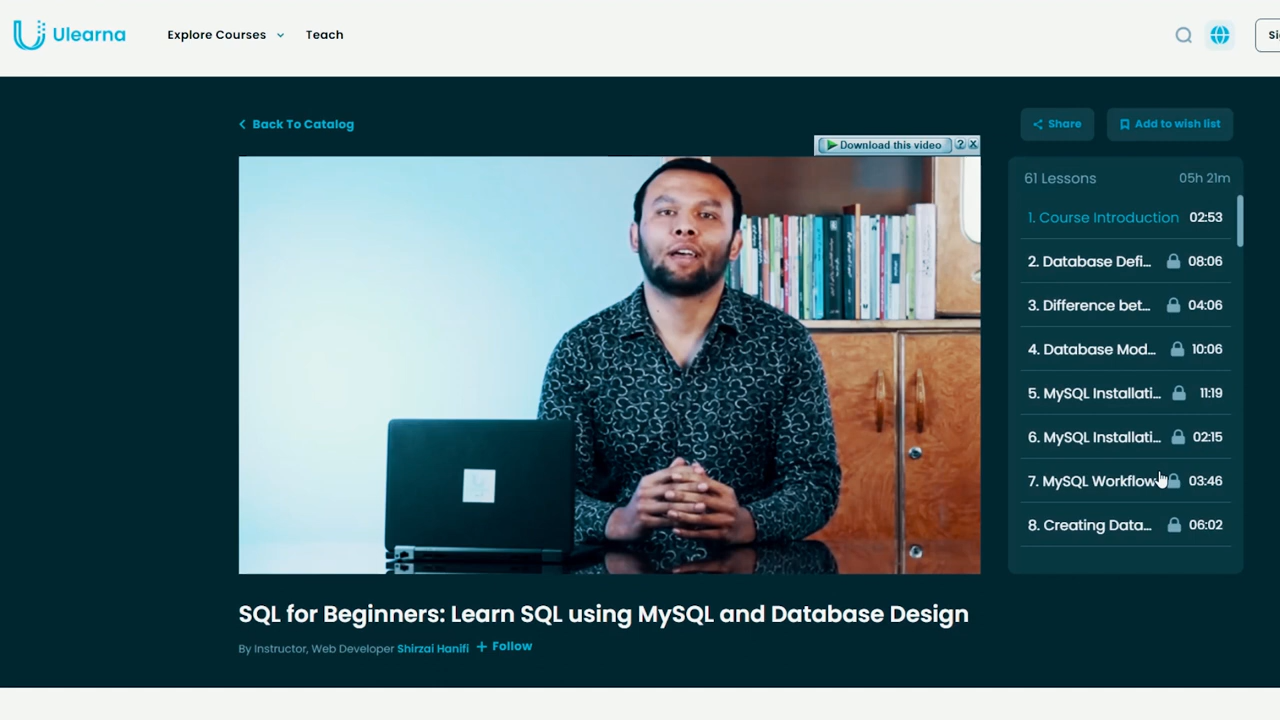 Ulearna
Explore Courses
Teach
Si
Back To Catalog
Share
Add to wish list
Download this video ? X
61 Lessons 05h 21m
1. Course Introduction 02:53
2. Database Defi... 08:06
3. Difference bet... 04:06
4. Database Mod... 10:06
5. MySQL Installati... 11:19
6. MySQL Installati... 02:15
7. MySQL Workflow 03:46
8. Creating Data... 06:02
SQL for Beginners: Learn SQL using MySQL and Database Design
By Instructor, Web Developer Shirzai Hanifi + Follow